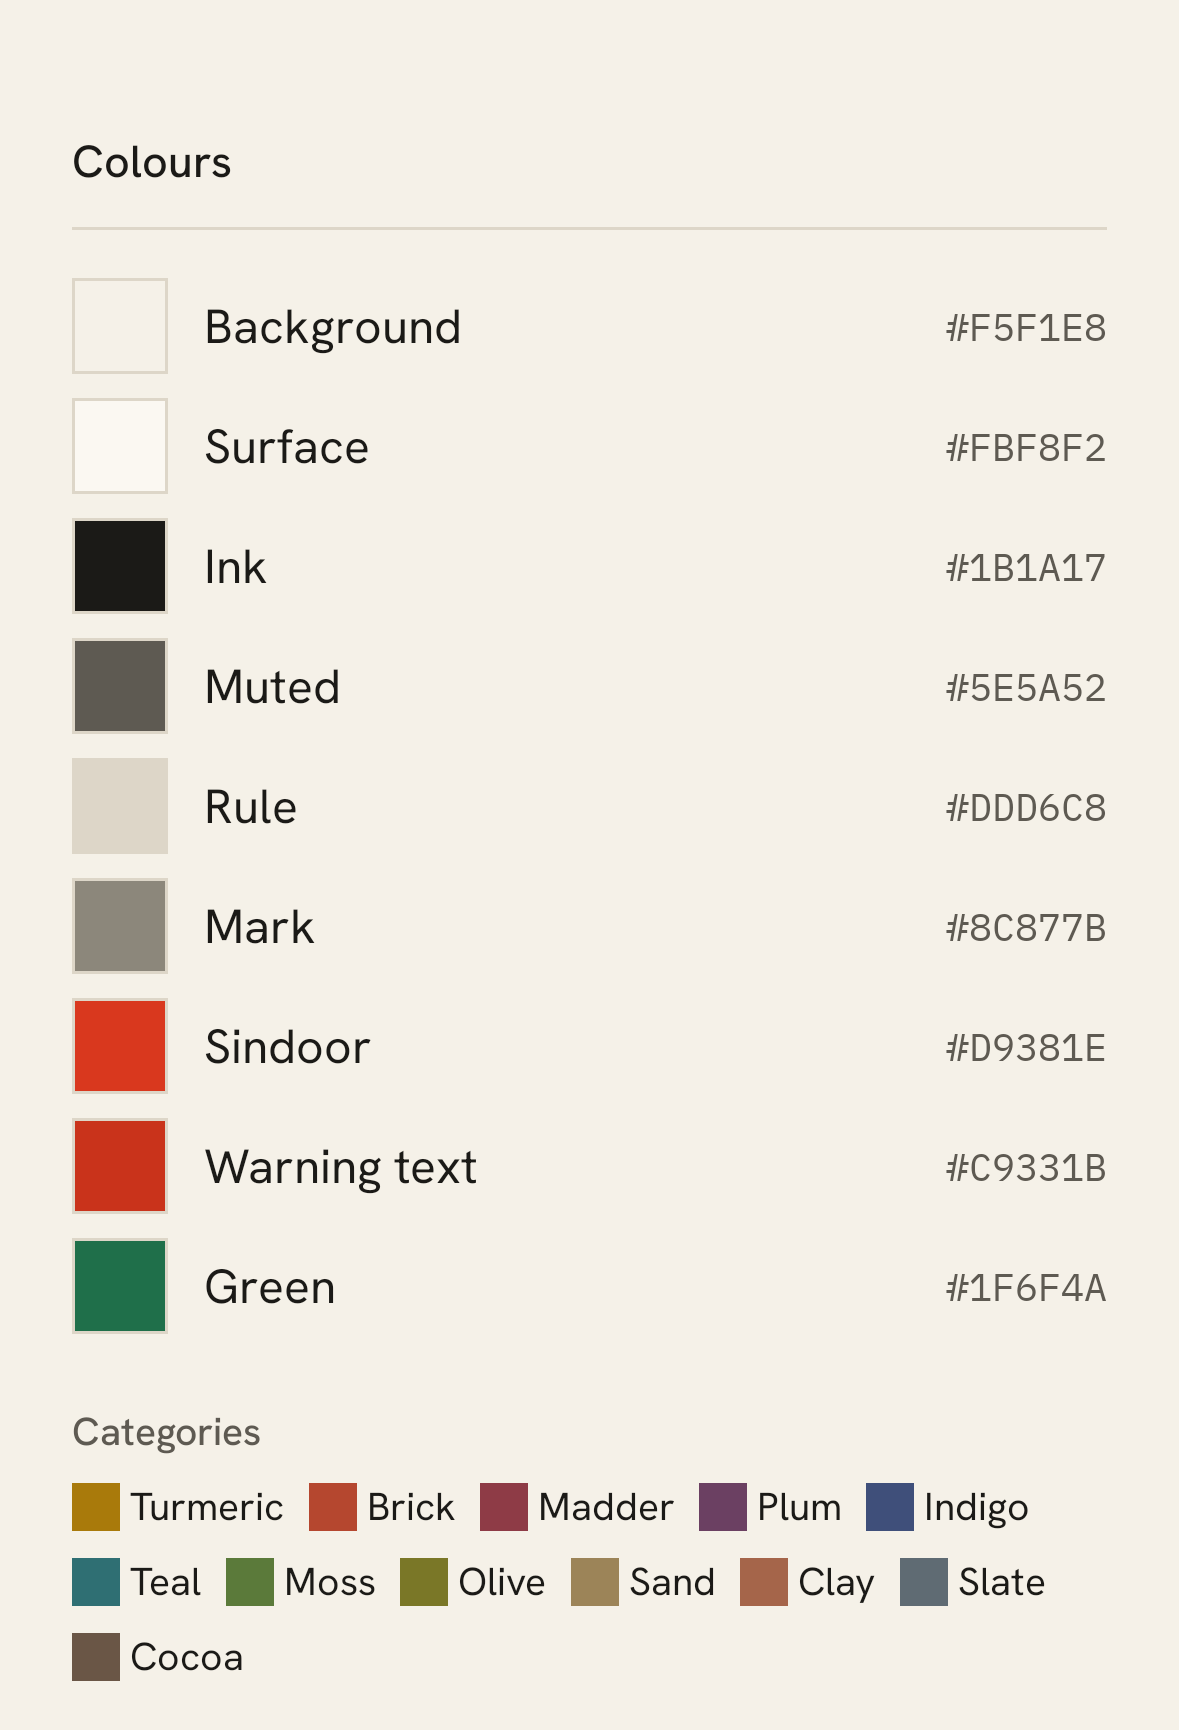 Colours
Background #F5F1E8
Surface #FBF8F2
Ink #1B1A17
Muted #5E5A52
Rule #DDD6C8
Mark #8C877B
Sindoor #D9381E
Warning text #C9331B
Green #1F6F4A
Categories
Turmeric Brick Madder Plum Indigo
Teal Moss Olive Sand Clay Slate
Cocoa